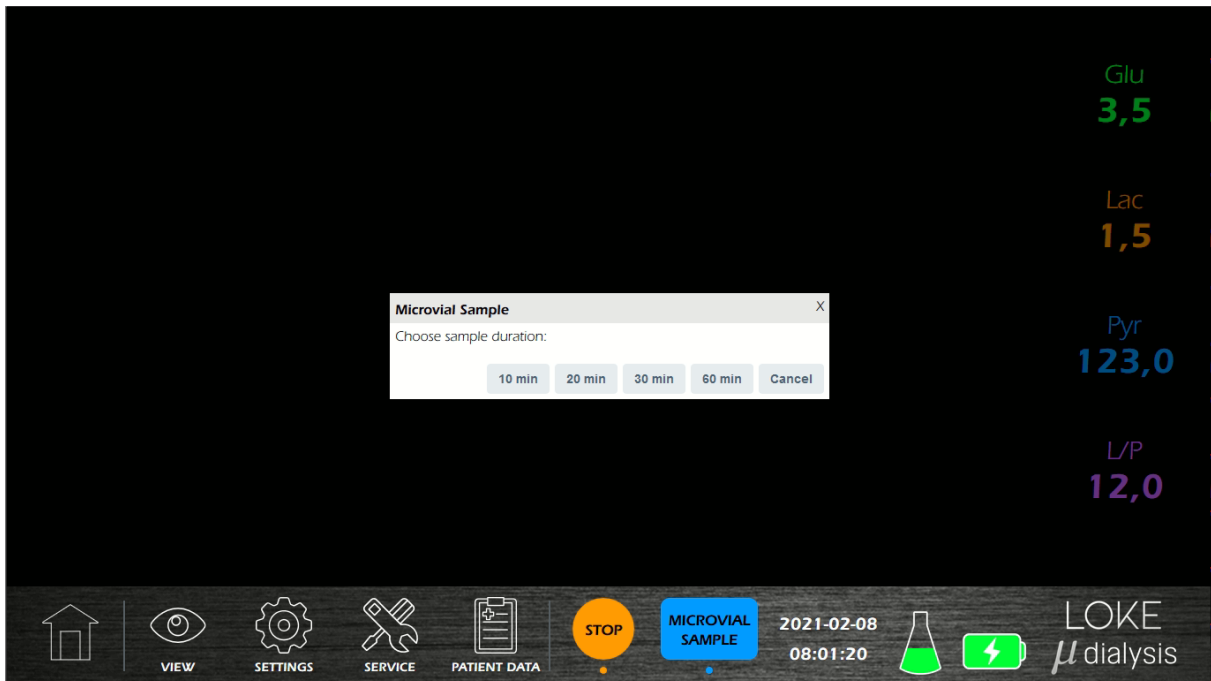 Glu
3,5
Lac
1,5
Microvial Sample X
Choose sample duration:
Pyr
123,0
10 min 20 min 30 min 60 min Cancel
L/P
12,0
VIEW
SETTINGS
SERVICE
PATIENT DATA
STOP
MICROVIAL
SAMPLE
2021-02-08
08:01:20
LOKE
μ dialysis